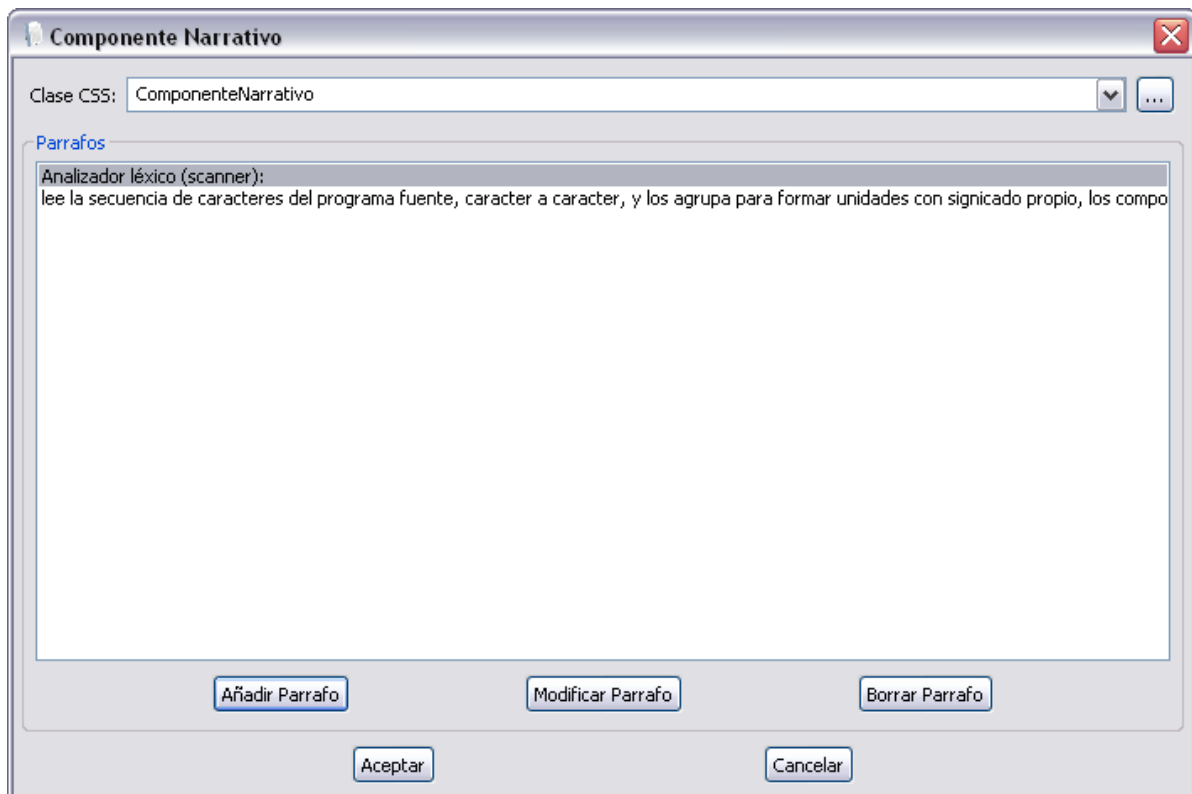 Componente Narrativo
Clase CSS: ComponenteNarrativo ...
Parrafos
Analizador léxico (scanner):
lee la secuencia de caracteres del programa fuente, caracter a caracter, y los agrupa para formar unidades con signicado propio, los compo
Añadir Parrafo Modificar Parrafo Borrar Parrafo
Aceptar Cancelar